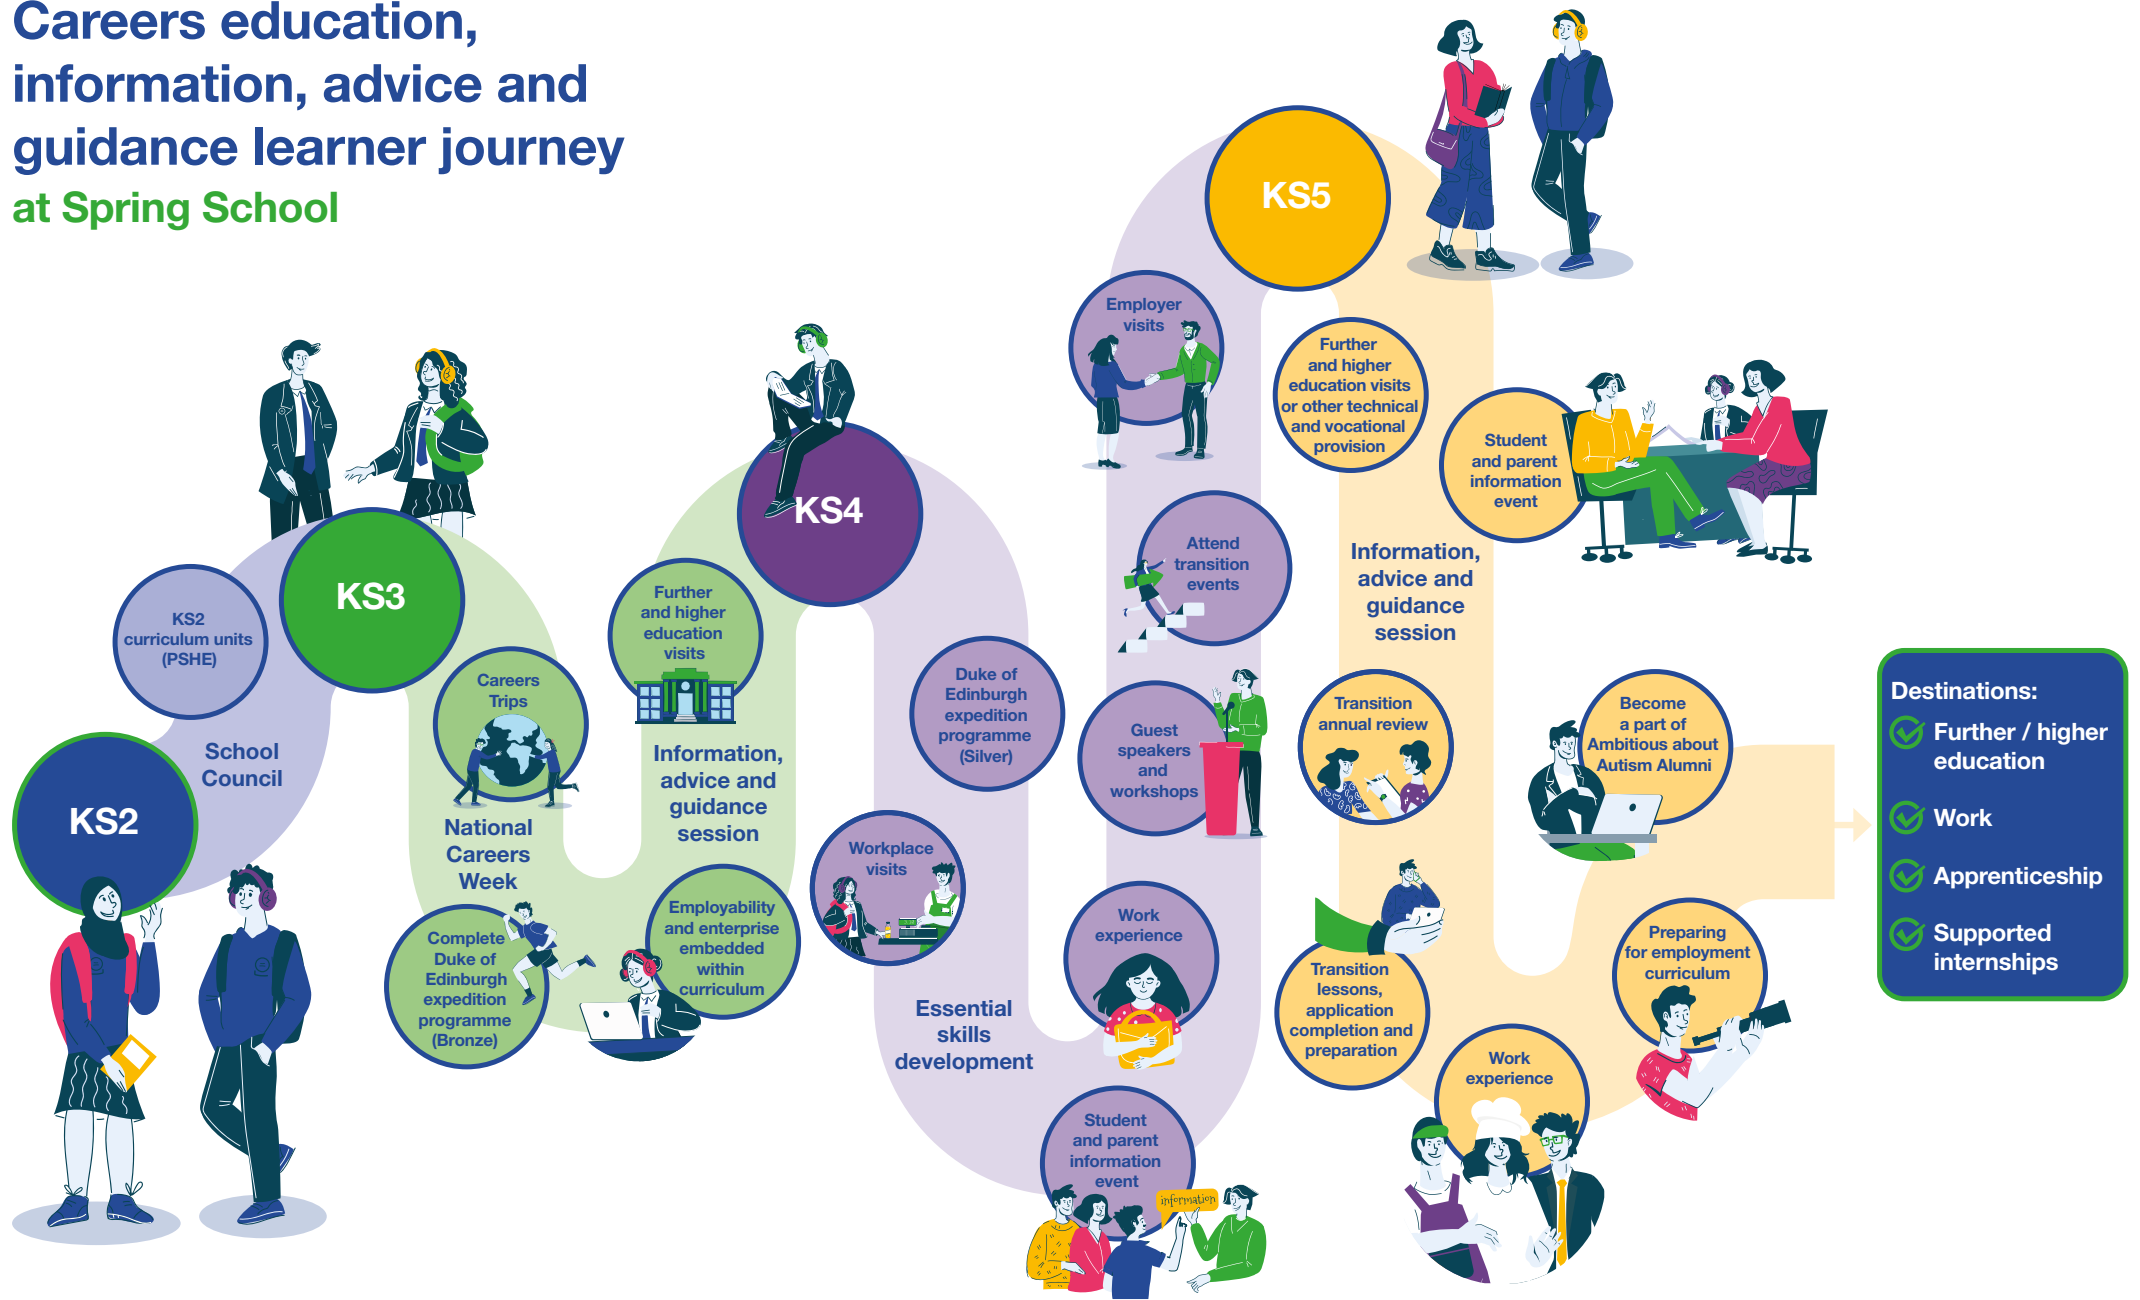 Careers education,
information, advice and
guidance learner journey
at Spring School
KS2
KS2
curriculum units
(PSHE)
School
Council
KS3
Careers
Trips
National
Careers
Week
Complete
Duke of
Edinburgh
expedition
programme
(Bronze)
Employability
and enterprise
embedded
within
curriculum
Information,
advice and
guidance
session
Further
and higher
education
visits
KS4
Duke of
Edinburgh
expedition
programme
(Silver)
Workplace
visits
Essential
skills
development
Student
and parent
information
event
information
Work
experience
Guest
speakers
and
workshops
Attend
transition
events
Employer
visits
KS5
Further
and higher
education visits
or other technical
and vocational
provision
Student
and parent
information
event
Information,
advice and
guidance
session
Transition
annual review
Transition
lessons,
application
completion and
preparation
Work
experience
Preparing
for employment
curriculum
Become
a part of
Ambitious about
Autism Alumni
Destinations:
Further / higher
education
Work
Apprenticeship
Supported
internships